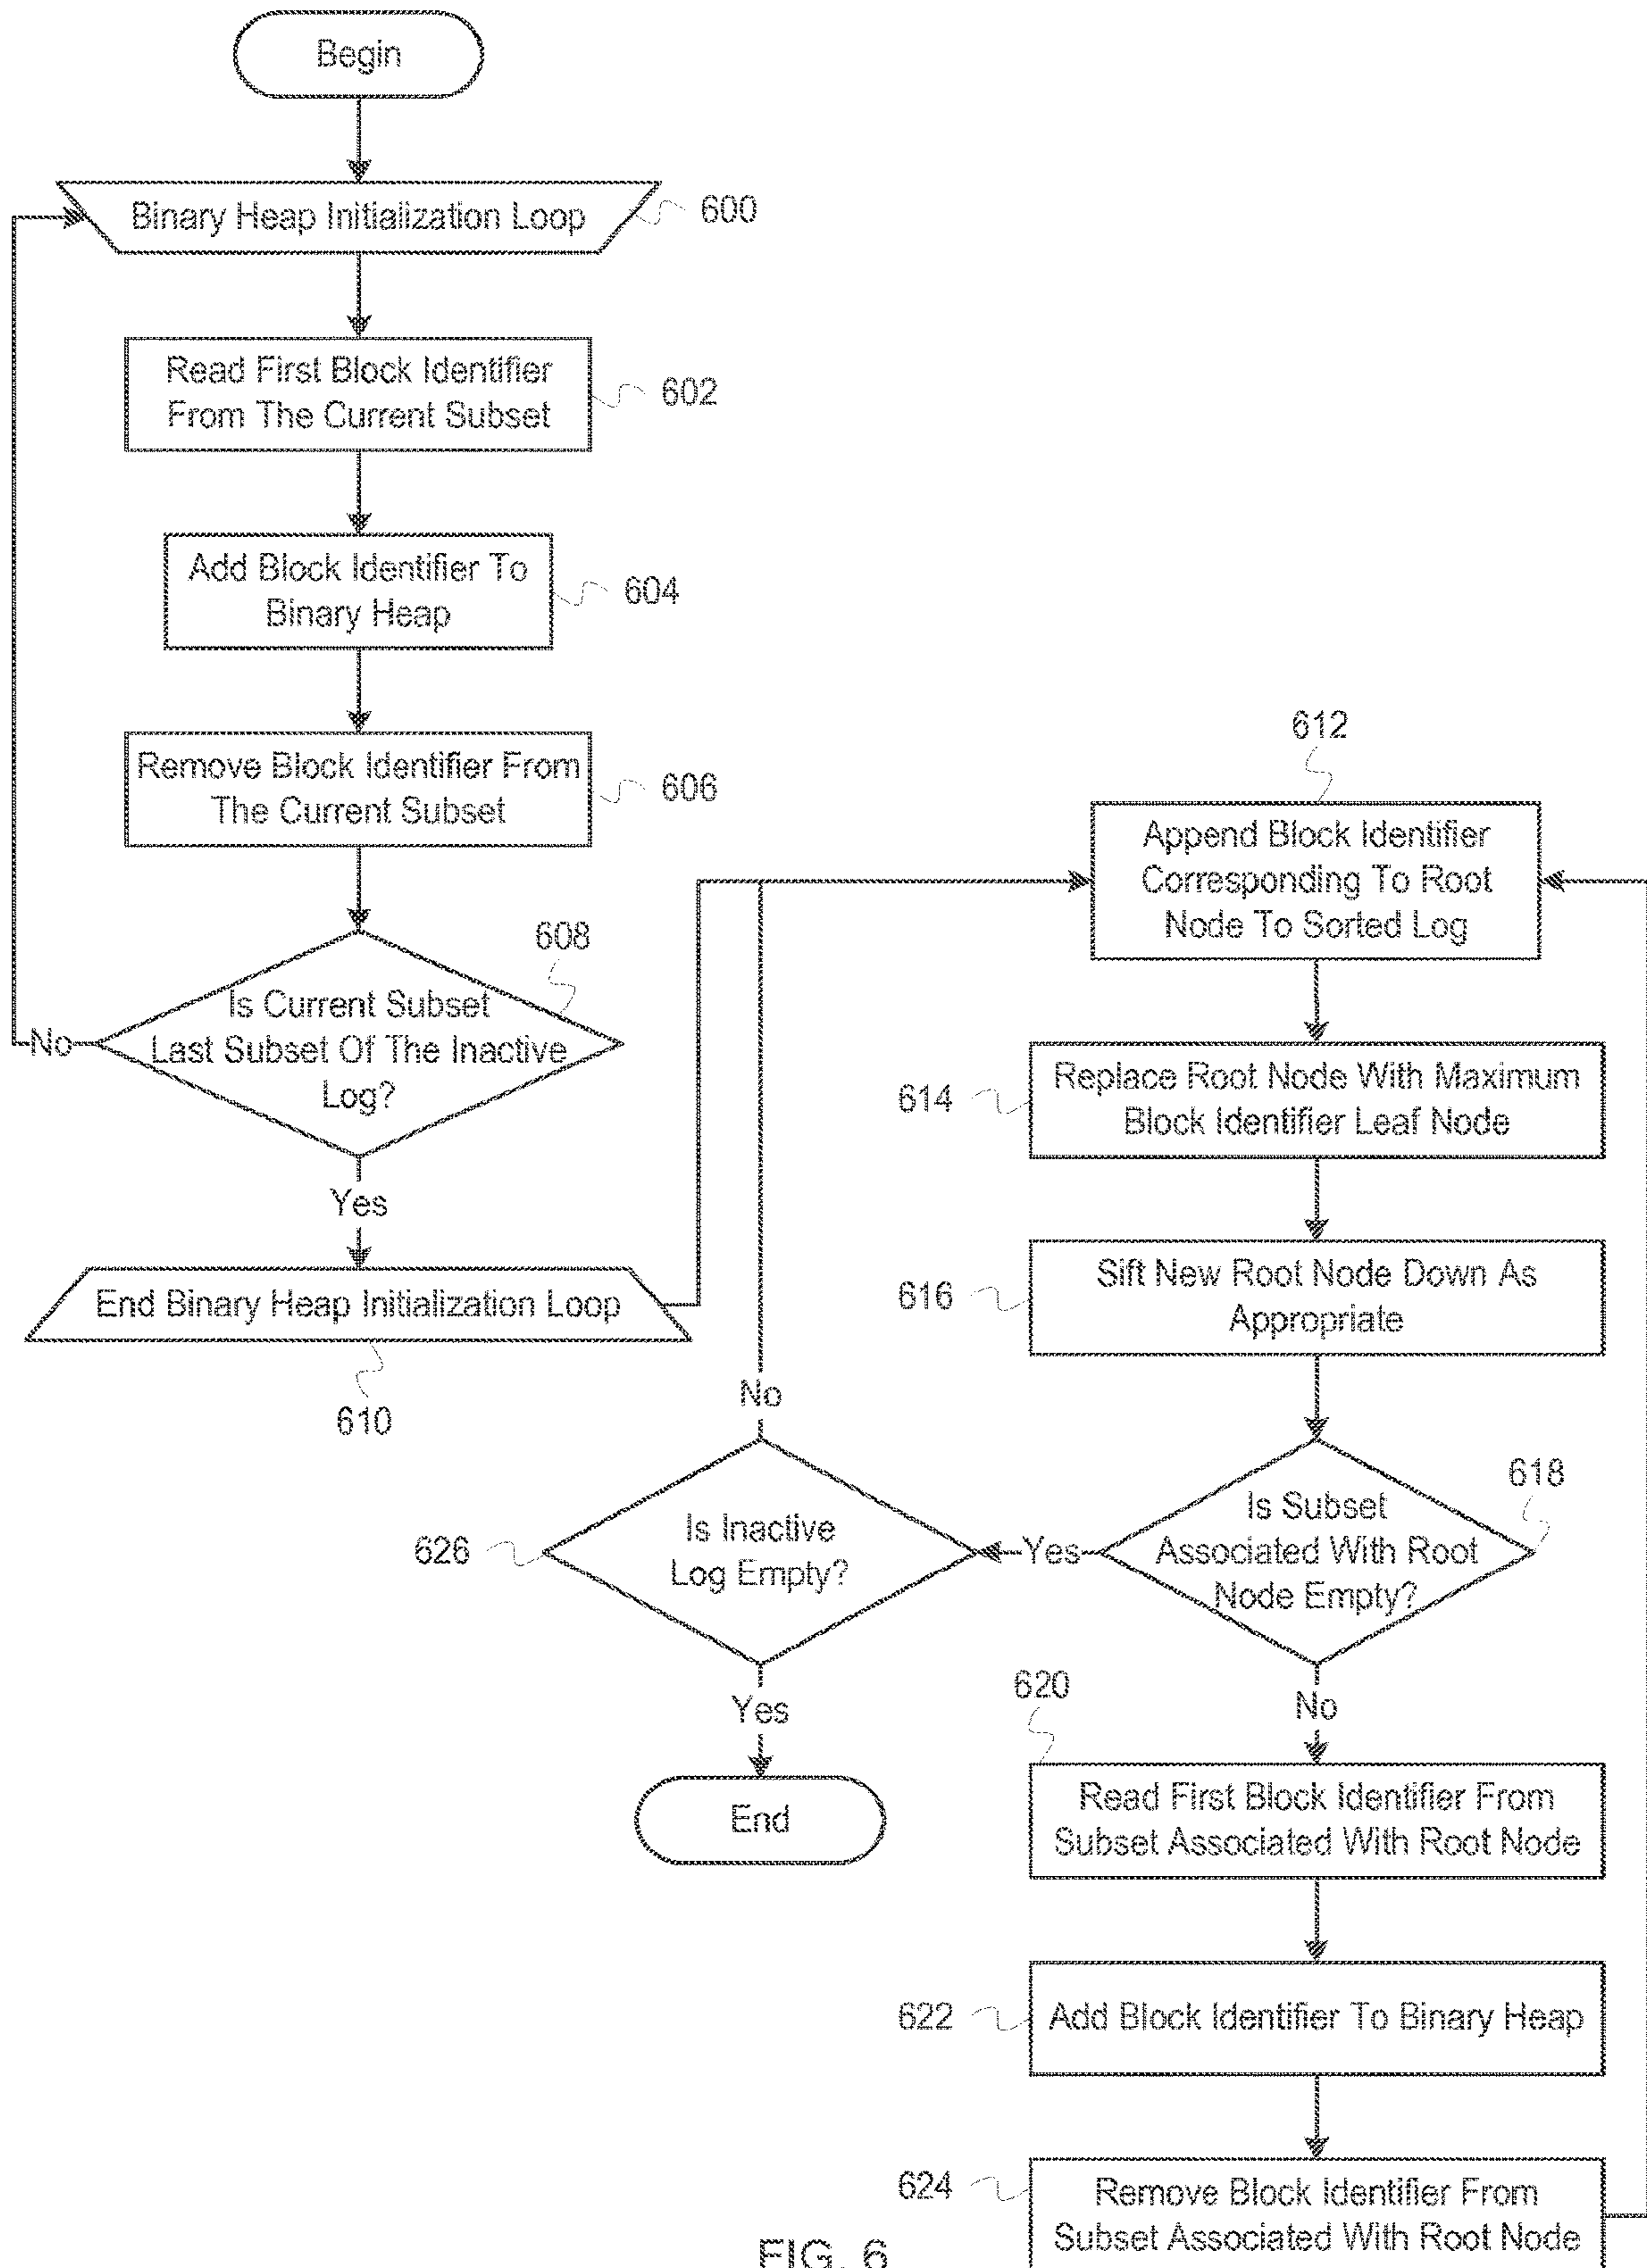 Begin
Binary Heap Initialization Loop
600
Read First Block Identifier
From The Current Subset
602
Add Block Identifier To
Binary Heap
604
Remove Block Identifier From
The Current Subset
606
608
Is Current Subset
Last Subset Of The Inactive
Log?
No
Yes
End Binary Heap Initialization Loop
610
612
Append Block Identifier
Corresponding To Root
Node To Sorted Log
614
Replace Root Node With Maximum
Block Identifier Leaf Node
616
Sift New Root Node Down As
Appropriate
618
Is Subset
Associated With Root
Node Empty?
Yes
No
626
Is Inactive
Log Empty?
No
Yes
End
620
Read First Block Identifier From
Subset Associated With Root Node
622
Add Block Identifier To Binary Heap
624
Remove Block Identifier From
Subset Associated With Root Node
FIG. 6